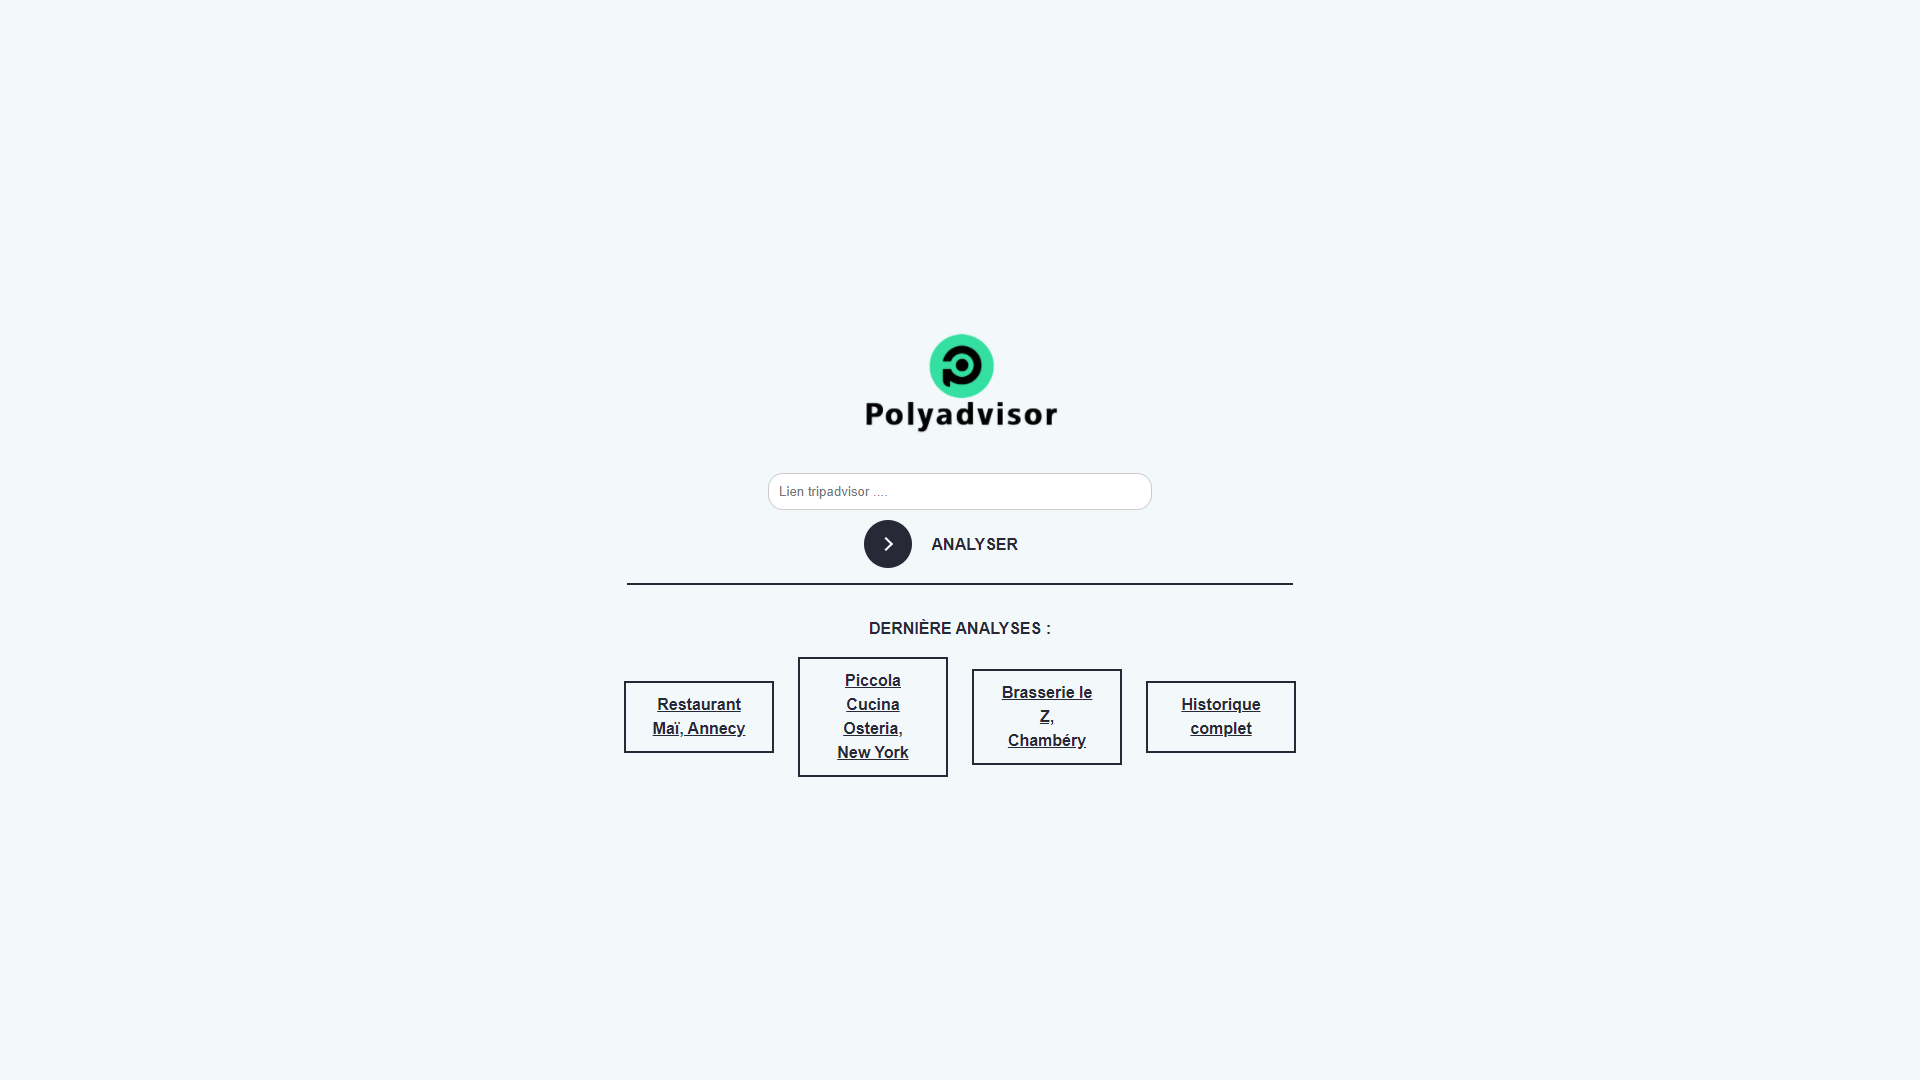 Polyadvisor
Lien tripadvisor ....
ANALYSER
DERNIÈRE ANALYSES :
Restaurant
Maï, Annecy
Piccola
Cucina
Osteria,
New York
Brasserie le
Z,
Chambéry
Historique
complet